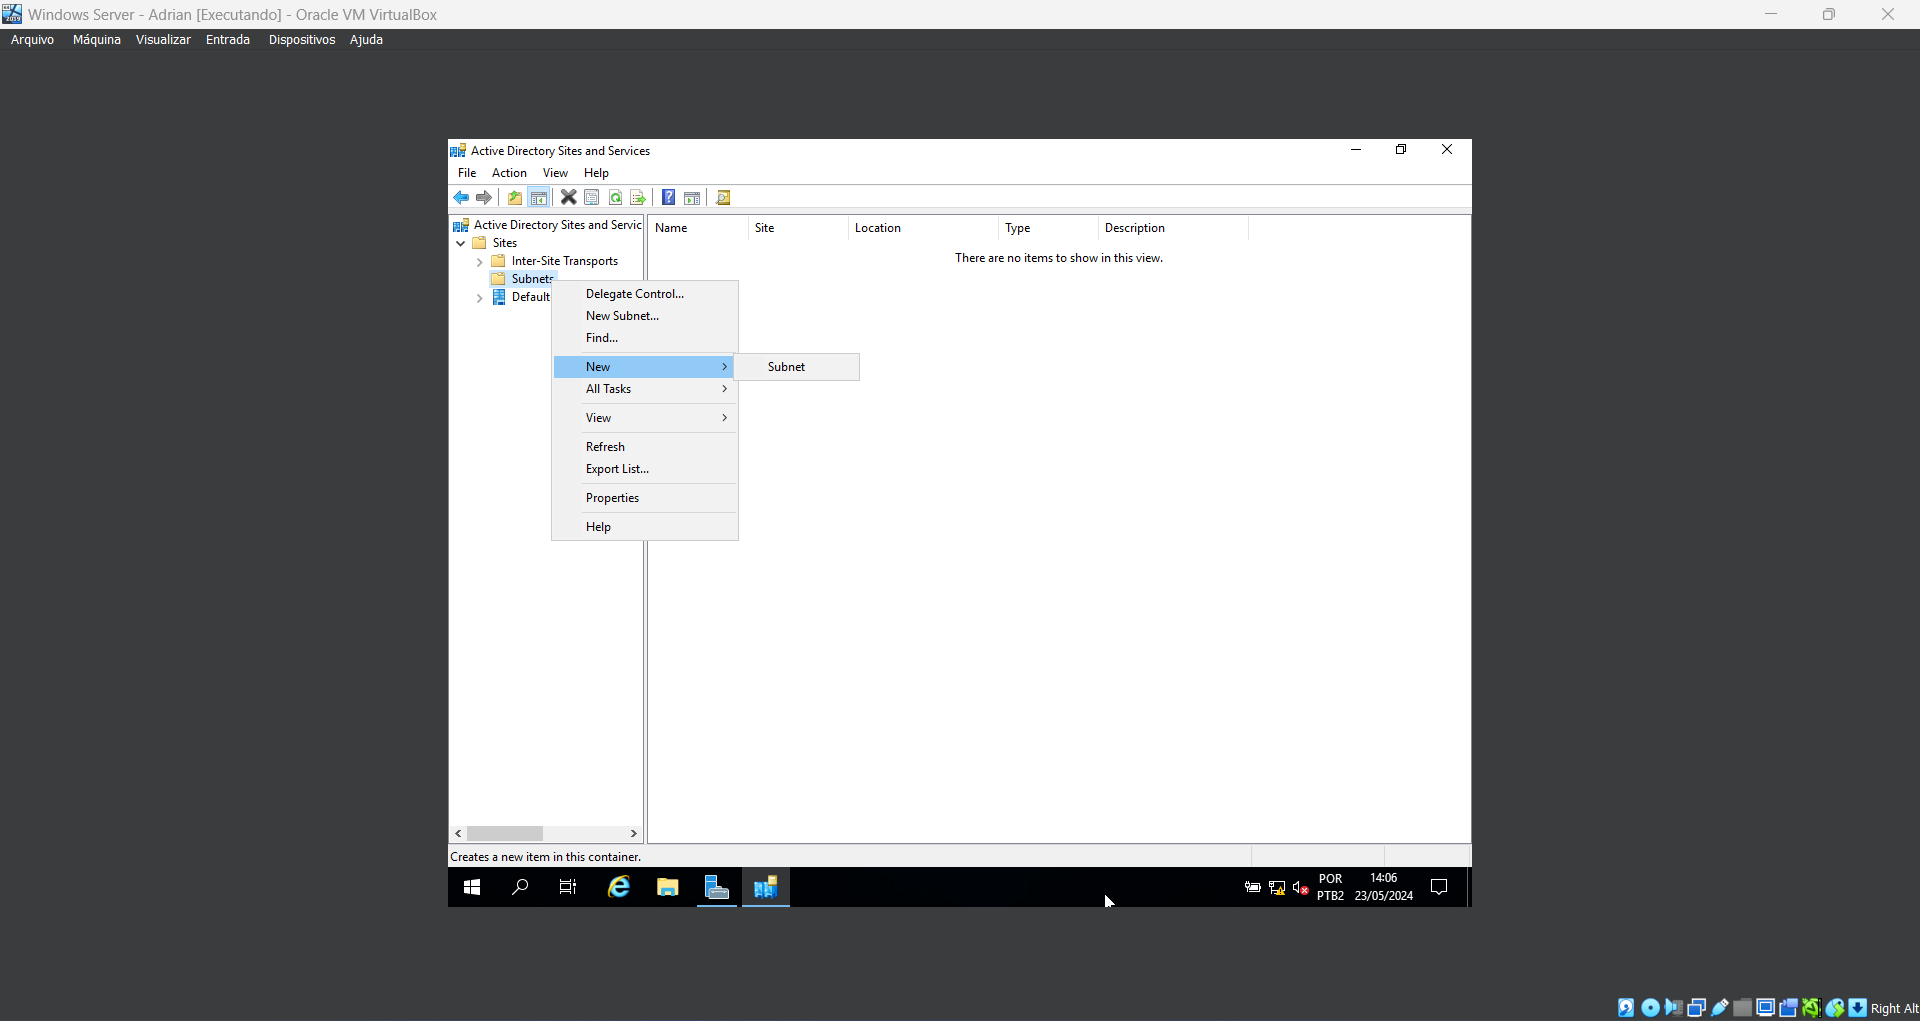 Windows Server - Adrian [Executando] - Oracle VM VirtualBox
Arquivo Máquina Visualizar Entrada Dispositivos Ajuda
Active Directory Sites and Services
File Action View Help
Active Directory Sites and Servic
Sites
Inter-Site Transports
Subnets
Default
Name Site Location Type Description
There are no items to show in this view.
Delegate Control...
New Subnet...
Find...
New
Subnet
All Tasks
View
Refresh
Export List...
Properties
Help
Creates a new item in this container.
POR
PTB2
14:06
23/05/2024
Right Alt